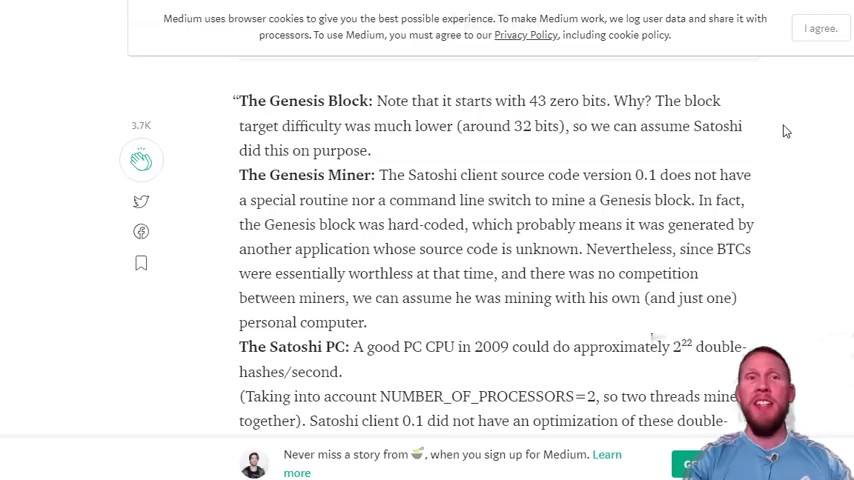 Medium uses browser cookies to give you the best possible experience. To make Medium work, we log user data and share it with
processors. To use Medium, you must agree to our Privacy Policy, including cookie policy.
I agree.
“The Genesis Block: Note that it starts with 43 zero bits. Why? The block
target difficulty was much lower (around 32 bits), so we can assume Satoshi
did this on purpose.
3.7K
The Genesis Miner: The Satoshi client source code version 0.1 does not have
a special routine nor a command line switch to mine a Genesis block. In fact,
the Genesis block was hard-coded, which probably means it was generated by
another application whose source code is unknown. Nevertheless, since BTCs
were essentially worthless at that time, and there was no competition
between miners, we can assume he was mining with his own (and just one)
personal computer.
The Satoshi PC: A good PC CPU in 2009 could do approximately 2²² double-
hashes/second.
(Taking into account NUMBER_OF_PROCESSORS=2, so two threads mine
together). Satoshi client 0.1 did not have an optimization of these double-
Never miss a story from 🍜, when you sign up for Medium. Learn
more